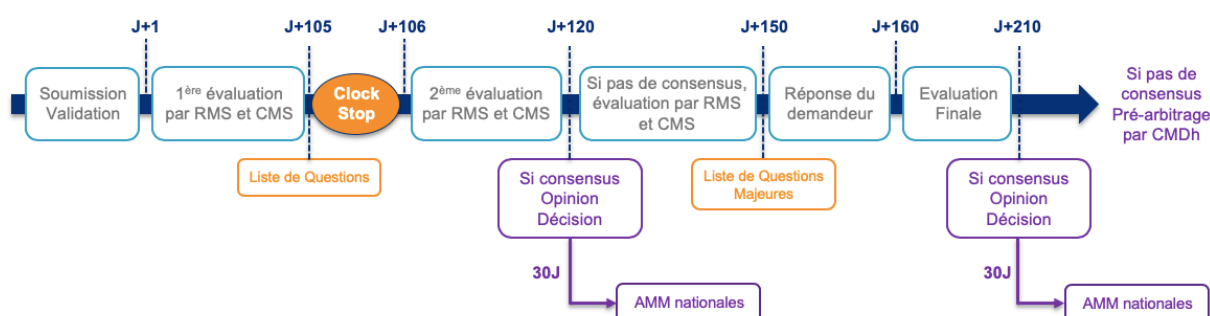 J+1
J+105
J+106
J+120
J+150
J+160
J+210
Soumission
Validation
1ère évaluation
par RMS et CMS
Clock
Stop
2ème évaluation
par RMS et CMS
Si pas de consensus,
évaluation par RMS
et CMS
Réponse du
demandeur
Evaluation
Finale
Si pas de
consensus
Pré-arbitrage
par CMDh
Liste de Questions
Si consensus
Opinion
Décision
Liste de Questions
Majeures
Si consensus
Opinion
Décision
30J
AMM nationales
30J
AMM nationales